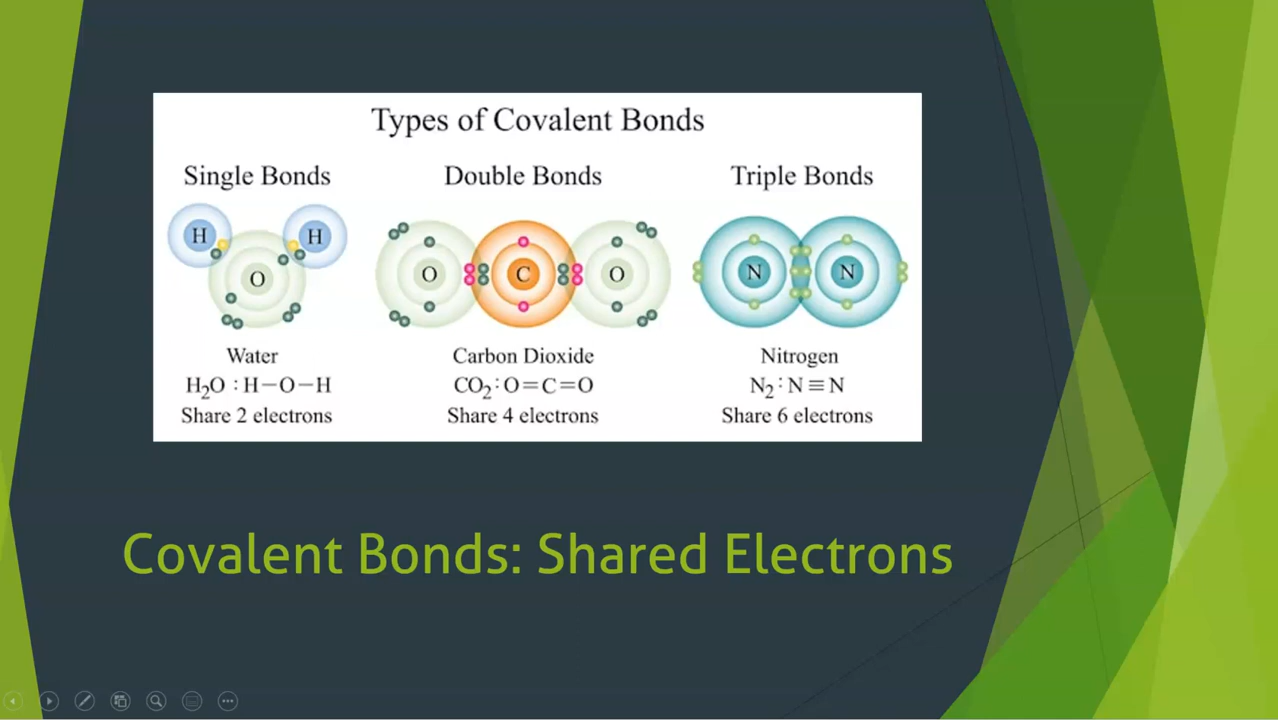 Types of Covalent Bonds
Single Bonds
Double Bonds
Triple Bonds
H
H
O
O
C
O
N
N
Water
H₂O : H−O−H
Share 2 electrons
Carbon Dioxide
CO₂ : O=C=O
Share 4 electrons
Nitrogen
N₂ : N≡N
Share 6 electrons
Covalent Bonds: Shared Electrons